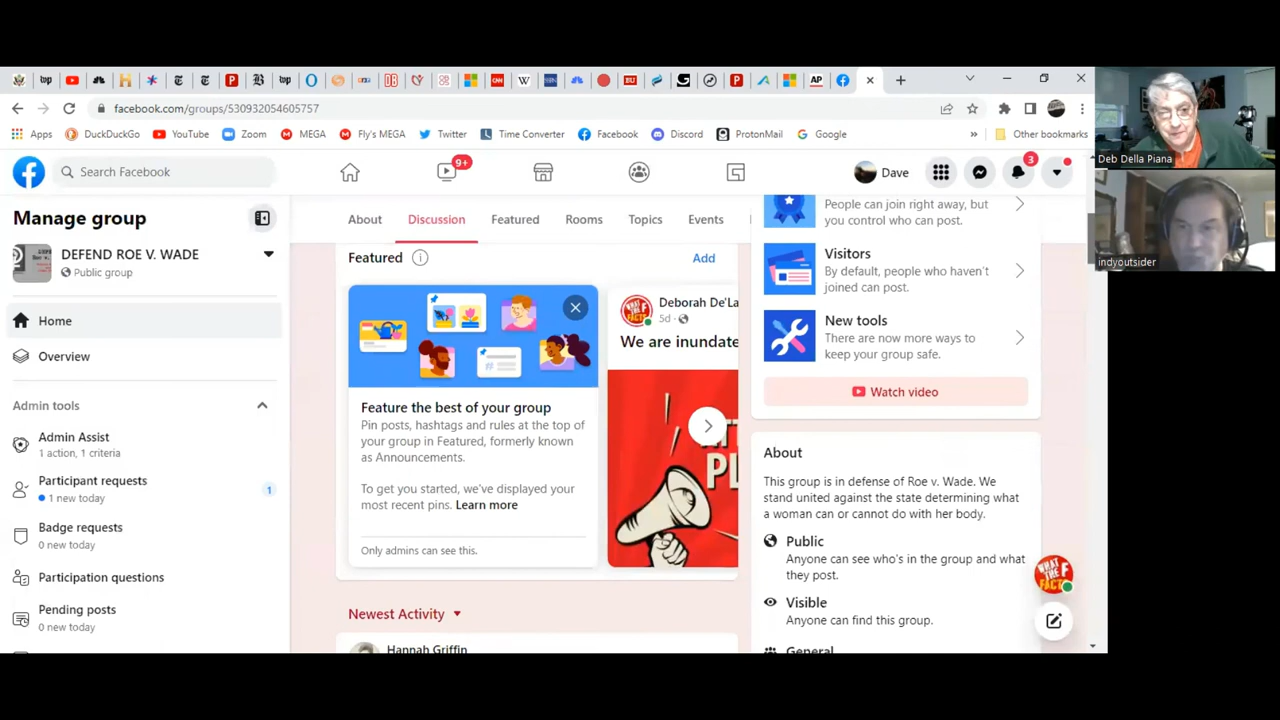 facebook.com/groups/530932054605757
Apps
DuckDuckGo
YouTube
Zoom
MEGA
Fly's MEGA
Twitter
Time Converter
Facebook
Discord
ProtonMail
Google
»
Other bookmarks
Search Facebook
9+
Dave
3
Manage group
DEFEND ROE V. WADE
Public group
Home
Overview
Admin tools
Admin Assist
1 action, 1 criteria
Participant requests
1 new today
1
Badge requests
0 new today
Participation questions
Pending posts
0 new today
About
Discussion
Featured
Rooms
Topics
Events
Featured
Add
Feature the best of your group
Pin posts, hashtags and rules at the top of
your group in Featured, formerly known
as Announcements.
To get you started, we've displayed your
most recent pins. Learn more
Only admins can see this.
Deborah De'La
5d ·
We are inundate
Newest Activity
Hannah Griffin
People can join right away, but
you control who can post.
Visitors
By default, people who haven't
joined can post.
New tools
There are now more ways to
keep your group safe.
Watch video
About
This group is in defense of Roe v. Wade. We
stand united against the state determining what
a woman can or cannot do with her body.
Public
Anyone can see who's in the group and what
they post.
Visible
Anyone can find this group.
General
WHAT THE F FACT
Deb Della Piana
indyoutsider